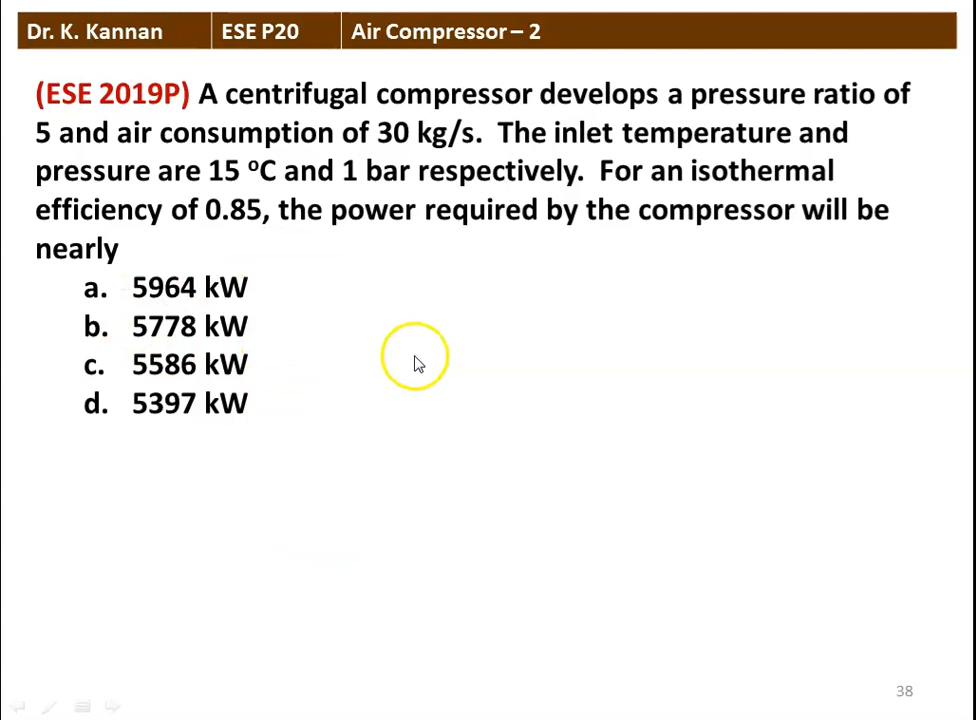 Dr. K. Kannan ESE P20 Air Compressor – 2
(ESE 2019P) A centrifugal compressor develops a pressure ratio of
5 and air consumption of 30 kg/s. The inlet temperature and
pressure are 15 ºC and 1 bar respectively. For an isothermal
efficiency of 0.85, the power required by the compressor will be
nearly
a. 5964 kW
b. 5778 kW
c. 5586 kW
d. 5397 kW
38